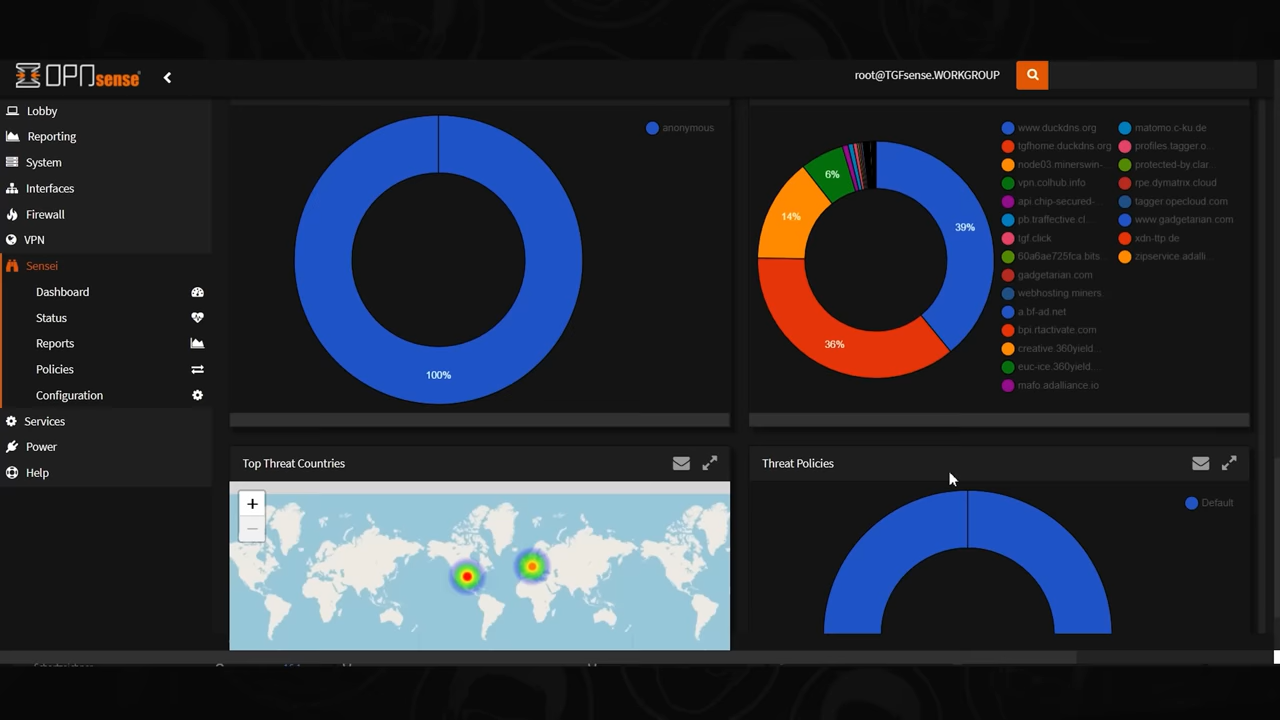 OPNsense
root@TGFsense.WORKGROUP
Lobby
Reporting
System
Interfaces
Firewall
VPN
Sensei
Dashboard
Status
Reports
Policies
Configuration
Services
Power
Help
anonymous
100%
39%
36%
14%
6%
www.duckdns.org
tgfhome.duckdns.org
node03.minerswin-
vpn.colhub.info
api.chip-secured-
pb.traffective.cl...
tgf.click
60a6ae725fca.bits...
gadgetarian.com
webhosting.miners...
a.bf-ad.net
bpi.rtactivate.com
creative.360yield...
euc-ice.360yield...
mafo.adalliance.io
matomo.c-ku.de
profiles.tagger.o...
protected-by.clar...
rpe.dymatrix.cloud
tagger.opecloud.com
www.gadgetarian.com
xdn-ttp.de
zipservice.adalli...
Top Threat Countries
+
−
Threat Policies
Default